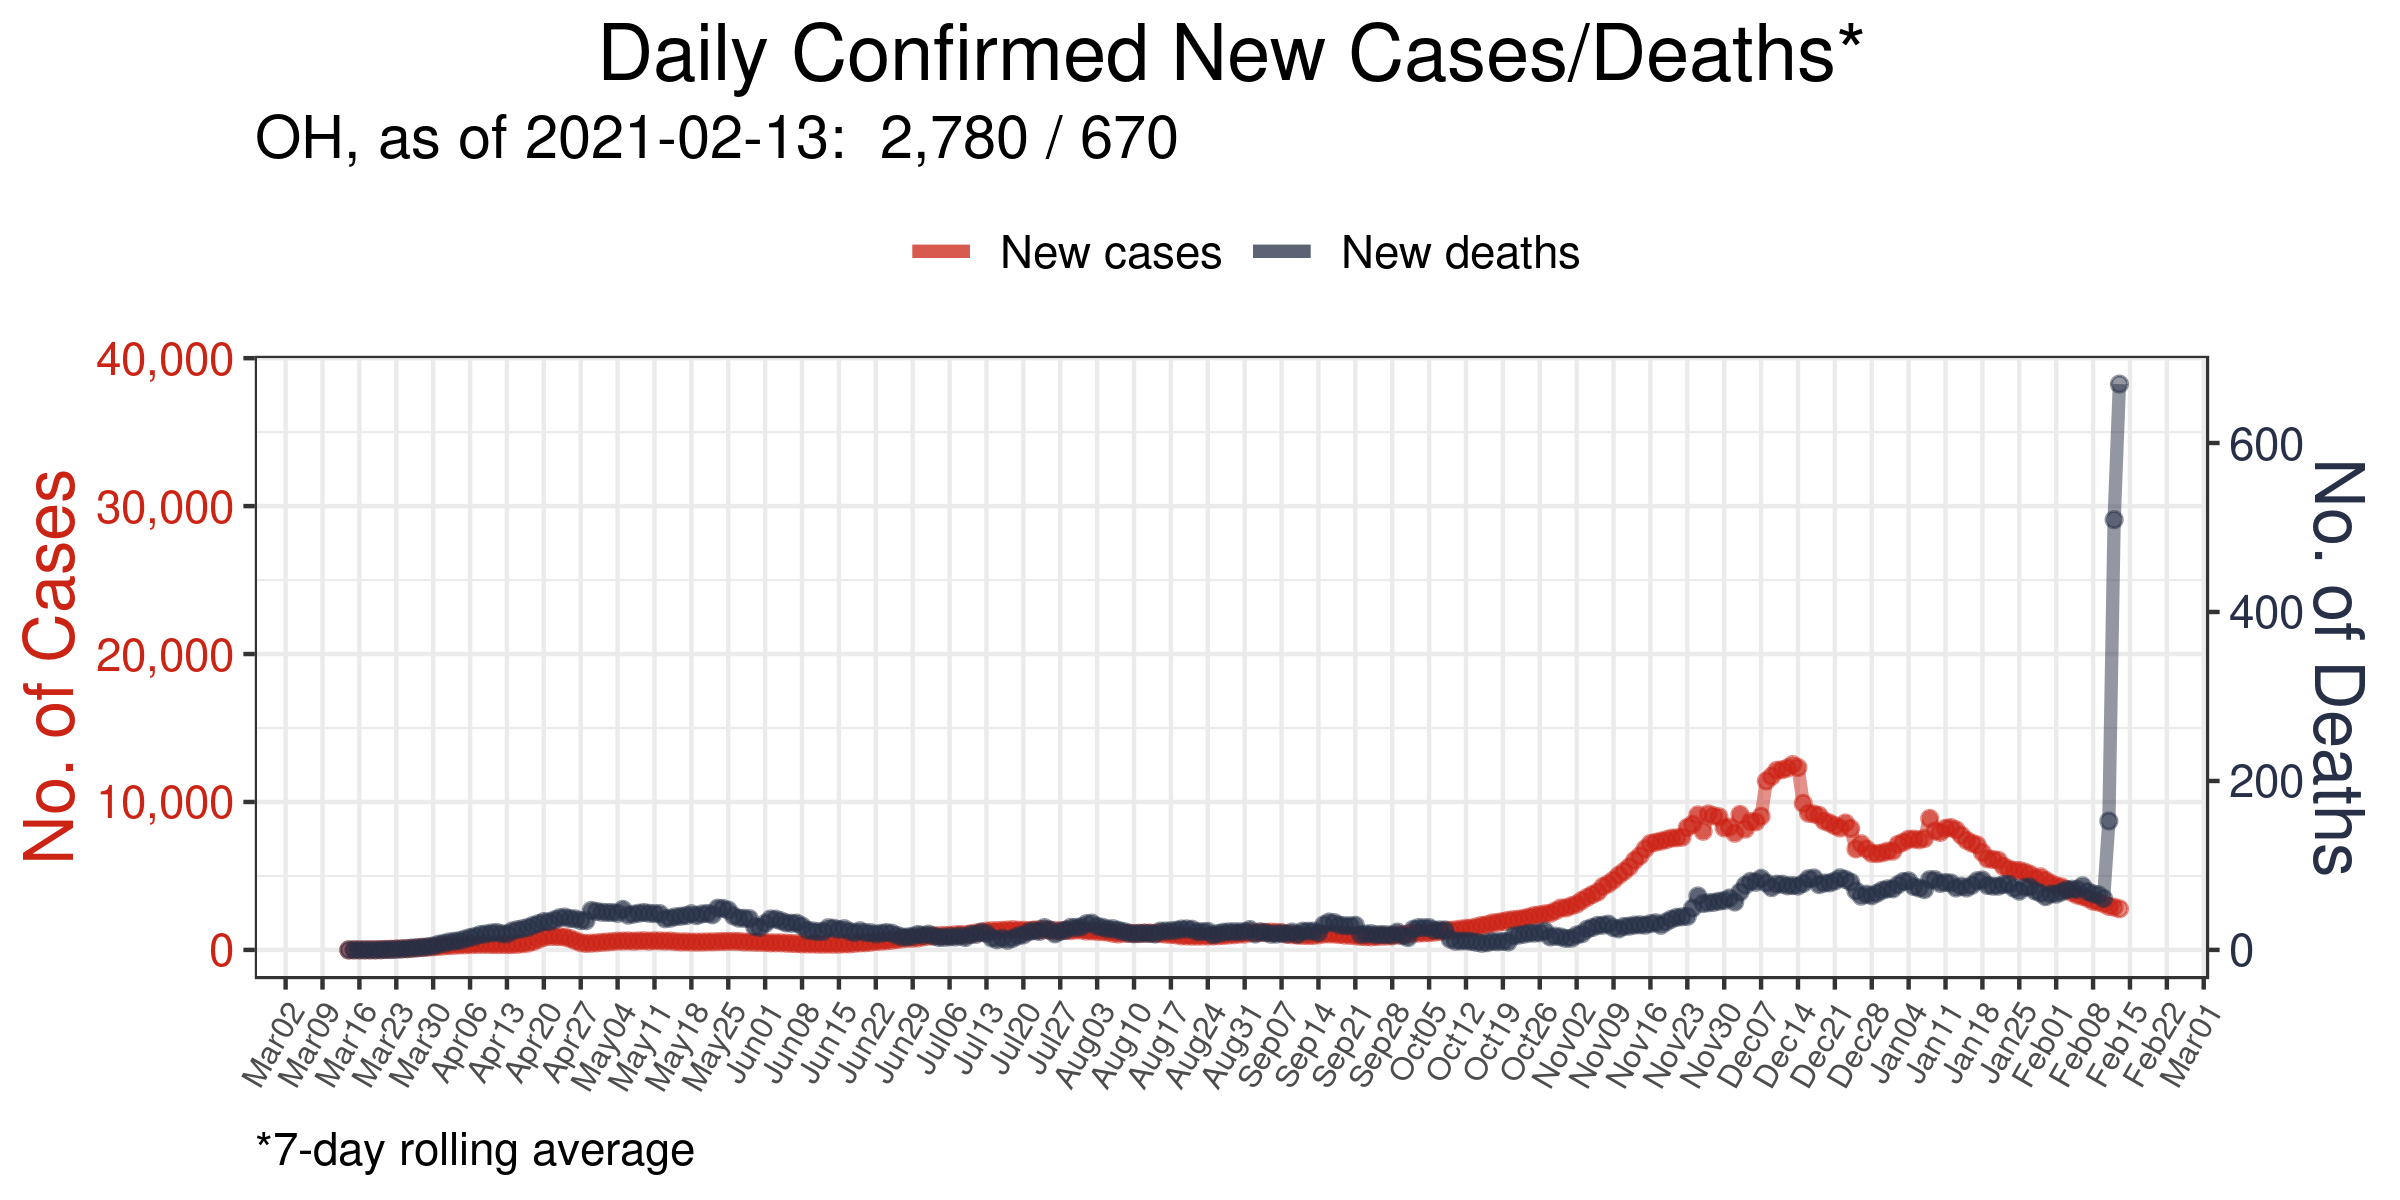 Daily Confirmed New Cases/Deaths*
OH, as of 2021-02-13:  2,780 / 670
New cases
New deaths
No. of Cases
40,000
30,000
20,000
10,000
0
600
400
200
0
No. of Deaths
Mar02
Mar09
Mar16
Mar23
Mar30
Apr06
Apr13
Apr20
Apr27
May04
May11
May18
May25
Jun01
Jun08
Jun15
Jun22
Jun29
Jul06
Jul13
Jul20
Jul27
Aug03
Aug10
Aug17
Aug24
Aug31
Sep07
Sep14
Sep21
Sep28
Oct05
Oct12
Oct19
Oct26
Nov02
Nov09
Nov16
Nov23
Nov30
Dec07
Dec14
Dec21
Dec28
Jan04
Jan11
Jan18
Jan25
Feb01
Feb08
Feb15
Feb22
Mar01
*7-day rolling average